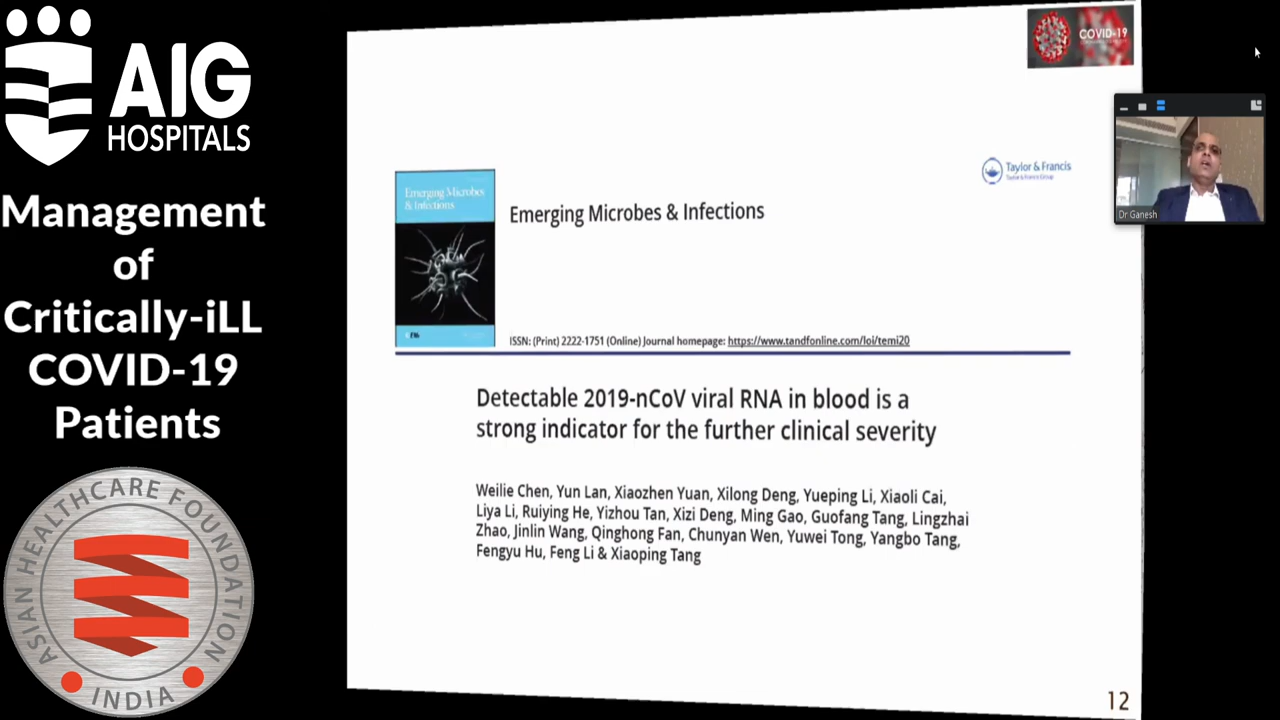 AIG
HOSPITALS
Management
of
Critically-iLL
COVID-19
Patients
ASIAN HEALTHCARE FOUNDATION
INDIA
COVID-19
Taylor & Francis
Taylor & Francis Group
Emerging Microbes
& Infections
Emerging Microbes & Infections
ISSN: (Print) 2222-1751 (Online) Journal homepage: https://www.tandfonline.com/loi/temi20
Detectable 2019-nCoV viral RNA in blood is a
strong indicator for the further clinical severity
Weilie Chen, Yun Lan, Xiaozhen Yuan, Xilong Deng, Yueping Li, Xiaoli Cai,
Liya Li, Ruiying He, Yizhou Tan, Xizi Deng, Ming Gao, Guofang Tang, Lingzhai
Zhao, Jinlin Wang, Qinghong Fan, Chunyan Wen, Yuwei Tong, Yangbo Tang,
Fengyu Hu, Feng Li & Xiaoping Tang
12
Dr Ganesh